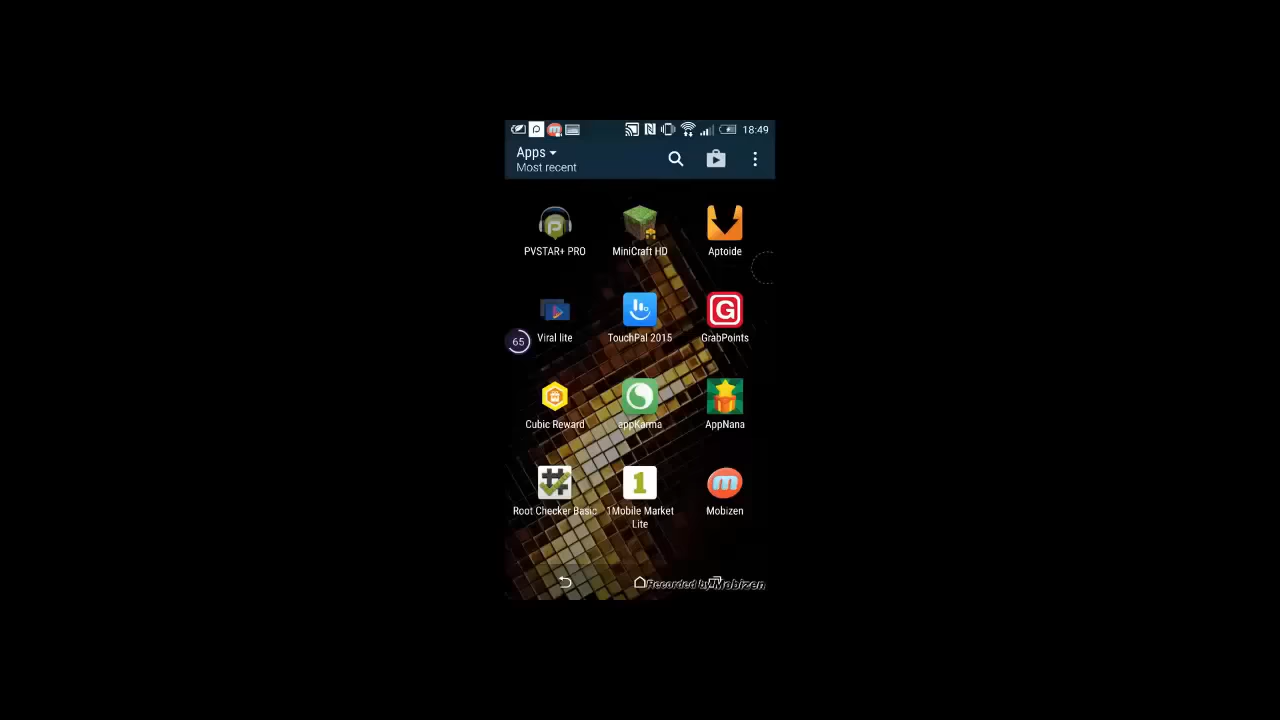 18:49
Apps
Most recent
PVSTAR+ PRO
MiniCraft HD
Aptoide
Viral lite
TouchPal 2015
GrabPoints
65
G
Cubic Reward
appKarma
AppNana
1
m
Root Checker Basic
1Mobile Market
Lite
Mobizen
Recorded by Mobizen